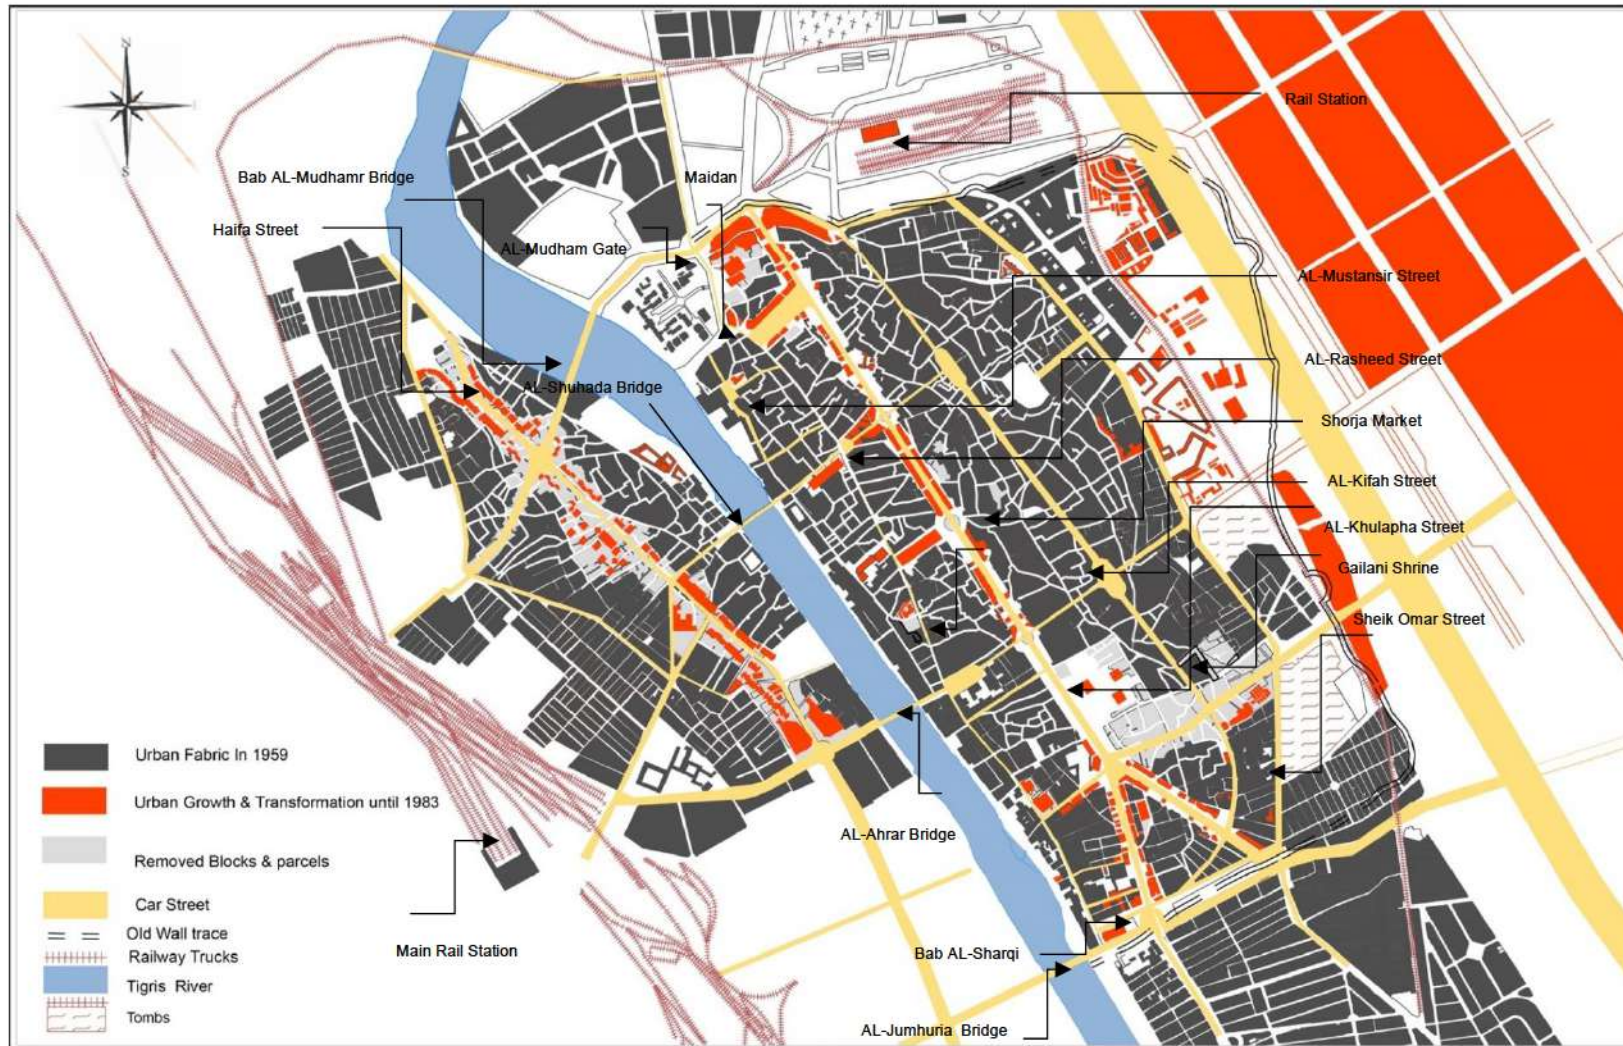 N
S
Rail Station
Bab AL-Mudhamr Bridge
Maidan
Haifa Street
AL-Mudham Gate
AL-Mustansir Street
AL-Rasheed Street
AL-Shuhada Bridge
Shorja Market
AL-Kifah Street
AL-Khulapha Street
Gailani Shrine
Sheik Omar Street
Urban Fabric In 1959
Urban Growth & Transformation until 1983
Removed Blocks & parcels
Car Street
Old Wall trace
Railway Trucks
Tigris River
Tombs
Main Rail Station
AL-Ahrar Bridge
Bab AL-Sharqi
AL-Jumhuria Bridge